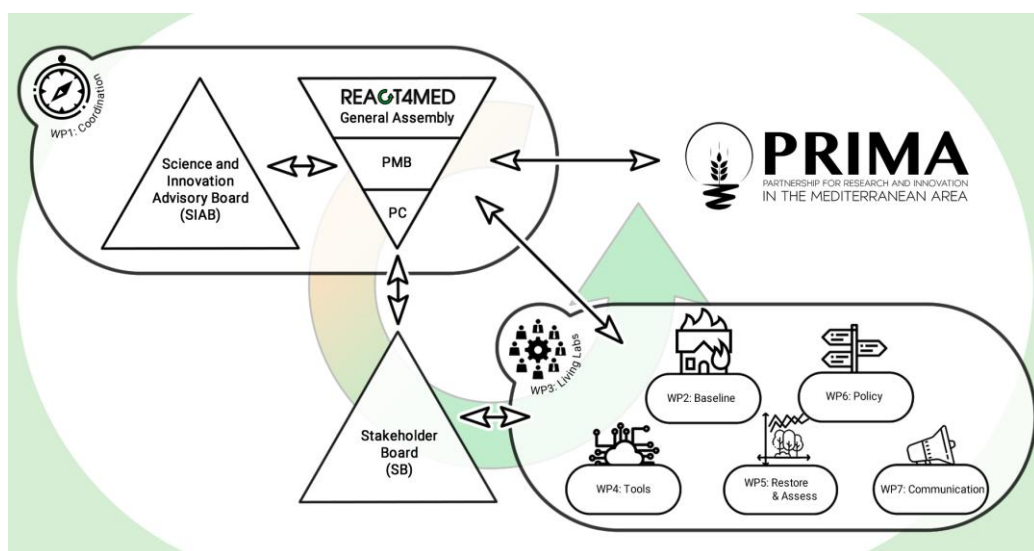 WP1: Coordination
REACT4MED
General Assembly
PMB
PC
Science and
Innovation
Advisory Board
(SIAB)
PRIMA
PARTNERSHIP FOR RESEARCH AND INNOVATION
IN THE MEDITERRANEAN AREA
WP3: Living Labs
WP2: Baseline
WP6: Policy
Stakeholder
Board
(SB)
WP4: Tools
WP5: Restore
& Assess
WP7: Communication